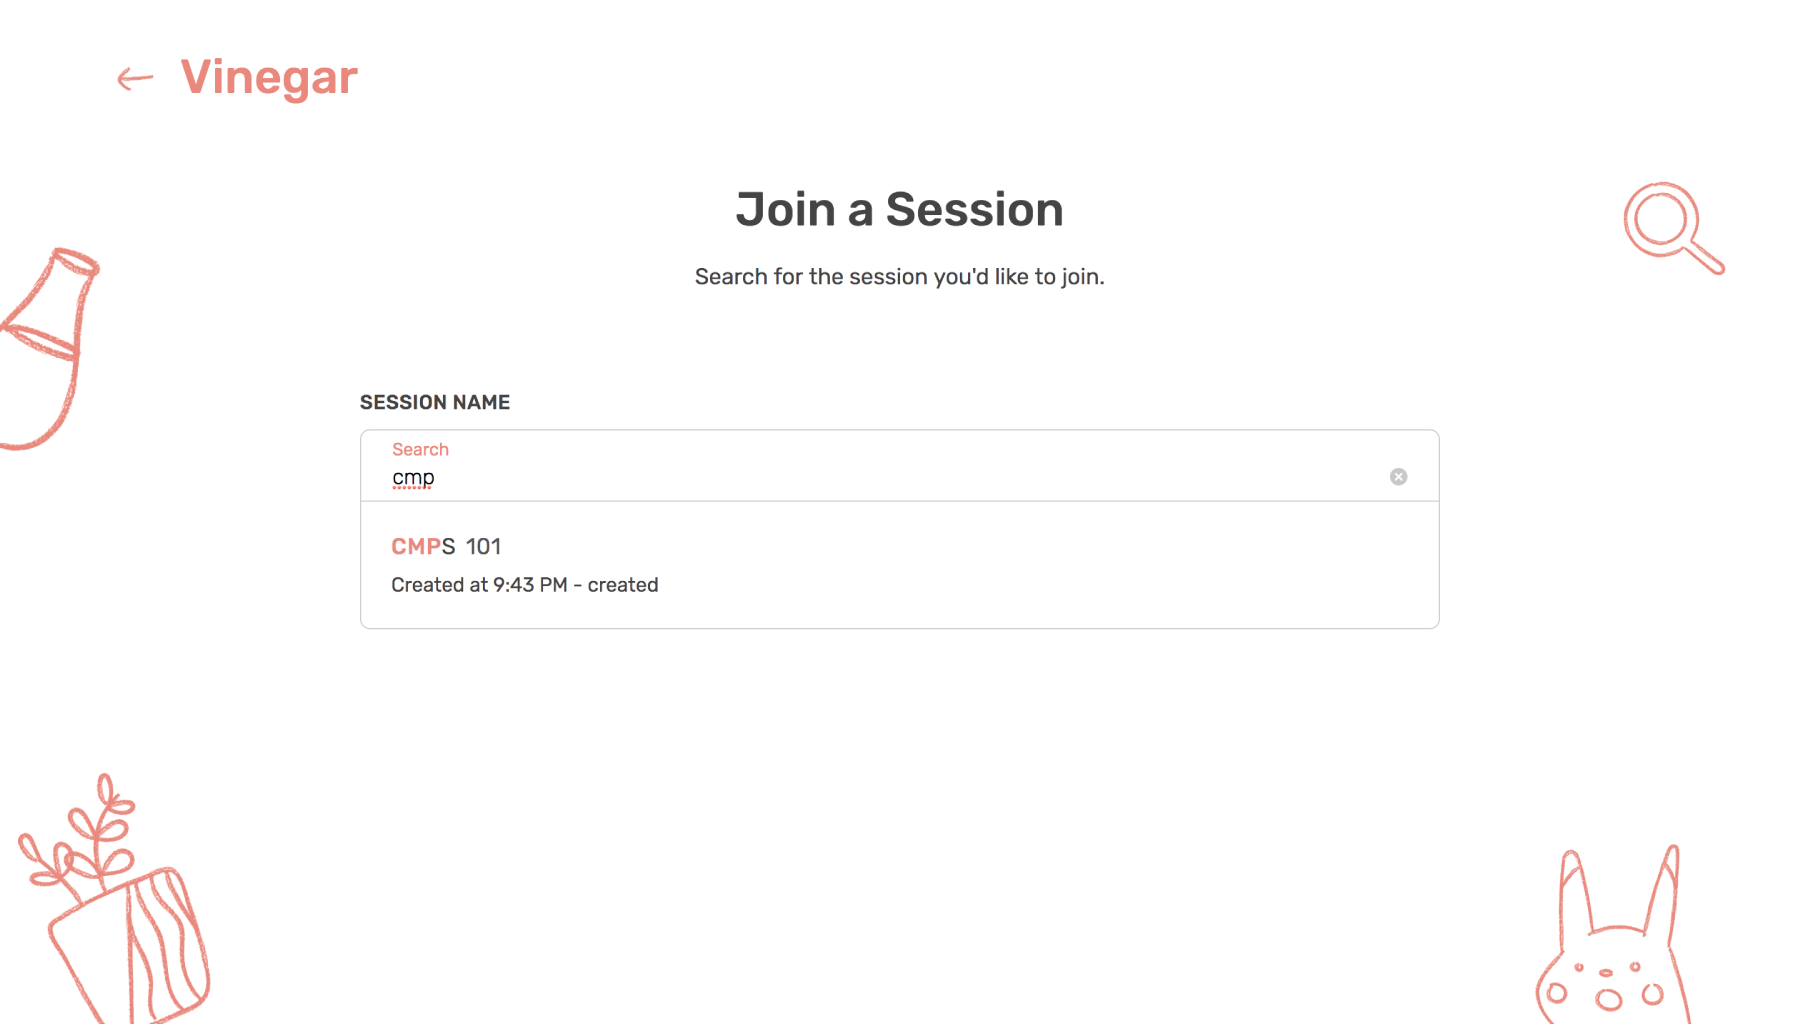 Vinegar
Join a Session
Search for the session you'd like to join.
SESSION NAME
Search
cmp
CMPS 101
Created at 9:43 PM - created